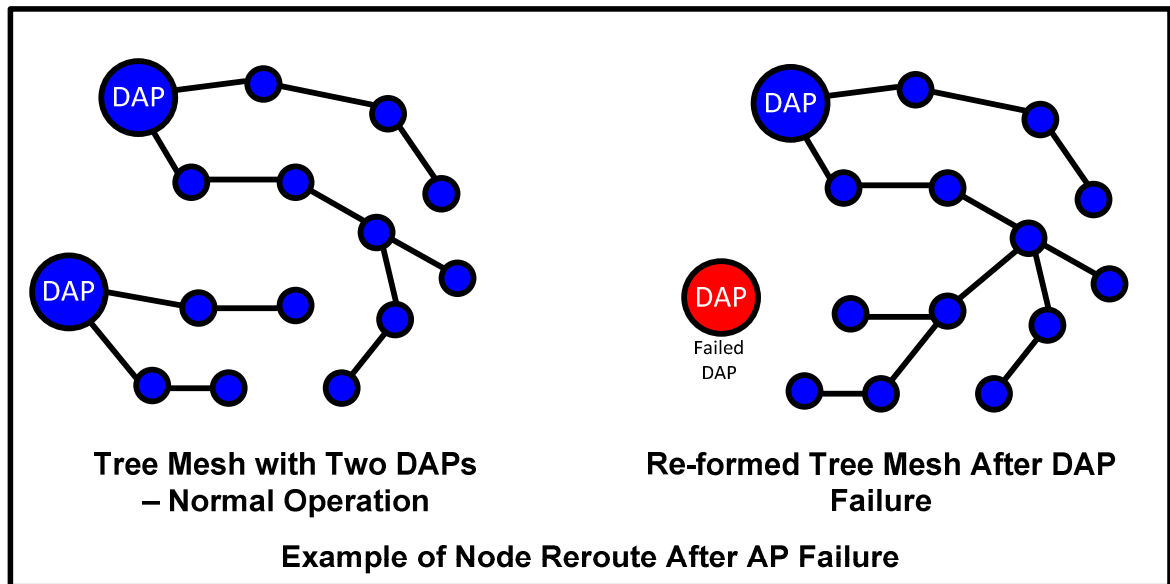 DAP
DAP
Tree Mesh with Two DAPs
– Normal Operation
DAP
DAP
Failed
DAP
Re-formed Tree Mesh After DAP
Failure
Example of Node Reroute After AP Failure